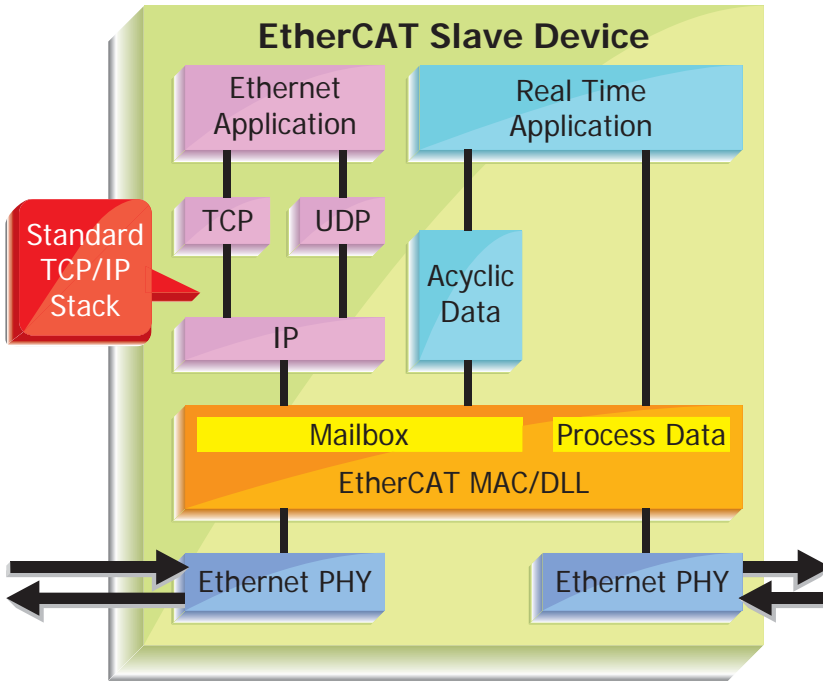 EtherCAT Slave Device
Ethernet
Application
Real Time
Application
TCP
UDP
Standard
TCP/IP
Stack
Acyclic
Data
IP
Mailbox
Process Data
EtherCAT MAC/DLL
Ethernet PHY
Ethernet PHY